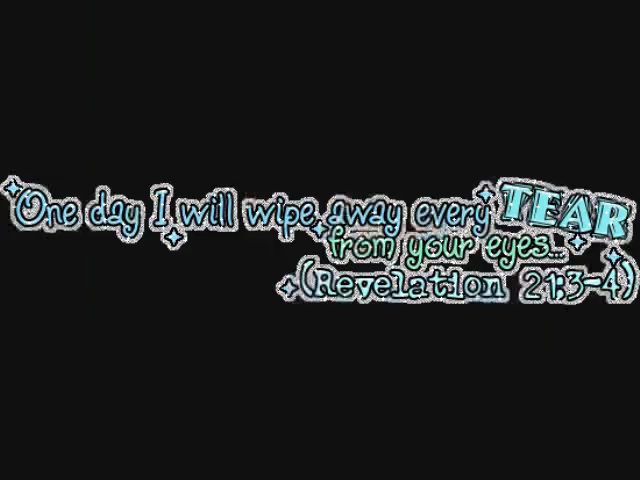 One day I will wipe away every TEAR
from your eyes...
(Revelation 21:3-4)